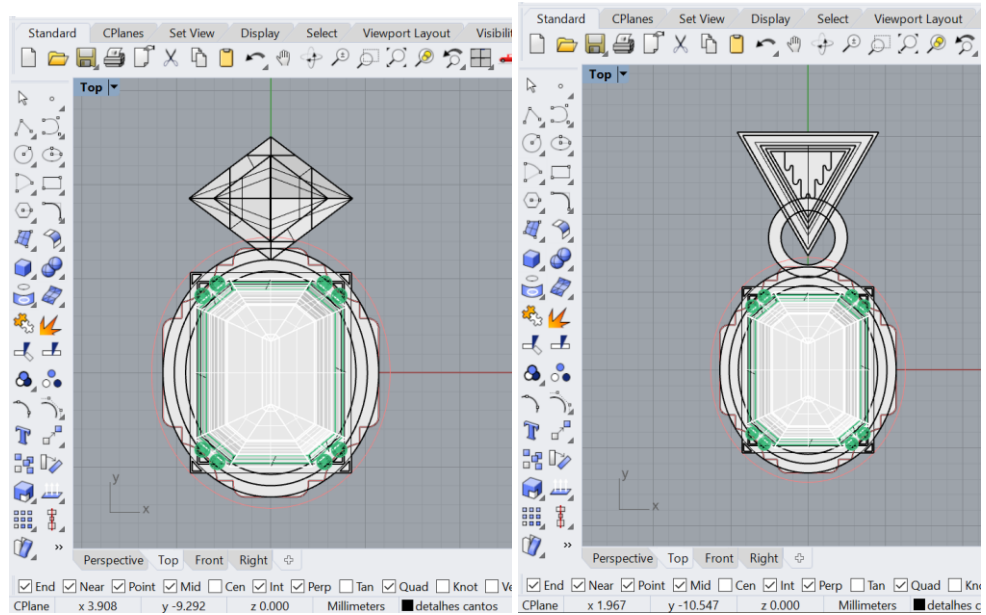 Standard CPlanes Set View Display Select Viewport Layout Visibili
Top
y
x
Perspective Top Front Right
End Near Point Mid Cen Int Perp Tan Quad Knot Ve
CPlane x 3.908 y -9.292 z 0.000 Millimeters detalhes cantos
Standard CPlanes Set View Display Select Viewport Layout
Top
y
x
Perspective Top Front Right
End Near Point Mid Cen Int Perp Tan Quad Knot
CPlane x 1.967 y -10.547 z 0.000 Millimeters detalhes c